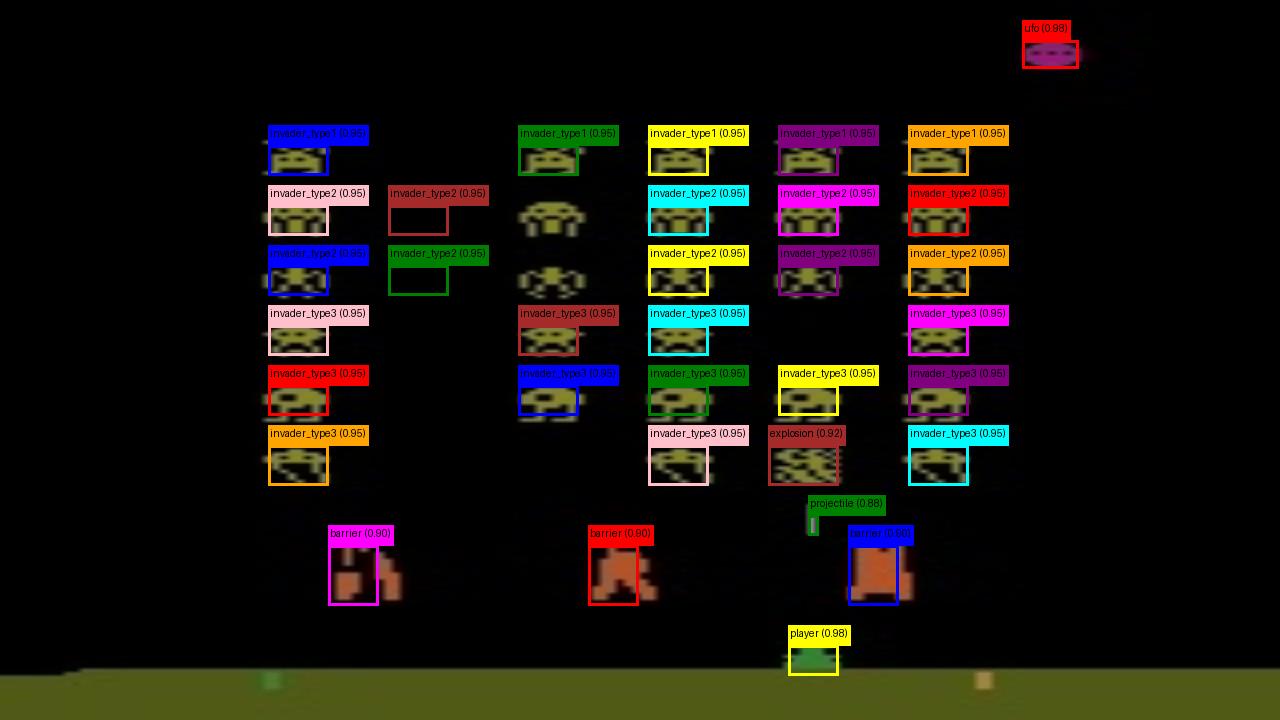 ufo (0.98)
invader_type1 (0.95)
invader_type1 (0.95)
invader_type1 (0.95)
invader_type1 (0.95)
invader_type1 (0.95)
invader_type2 (0.95)
invader_type2 (0.95)
invader_type2 (0.95)
invader_type2 (0.95)
invader_type2 (0.95)
invader_type2 (0.95)
invader_type2 (0.95)
invader_type2 (0.95)
invader_type2 (0.95)
invader_type2 (0.95)
invader_type3 (0.95)
invader_type3 (0.95)
invader_type3 (0.95)
invader_type3 (0.95)
invader_type3 (0.95)
invader_type3 (0.95)
invader_type3 (0.95)
invader_type3 (0.95)
invader_type3 (0.95)
invader_type3 (0.95)
invader_type3 (0.95)
explosion (0.92)
invader_type3 (0.95)
projectile (0.88)
barrier (0.90)
barrier (0.90)
barrier (0.90)
player (0.98)